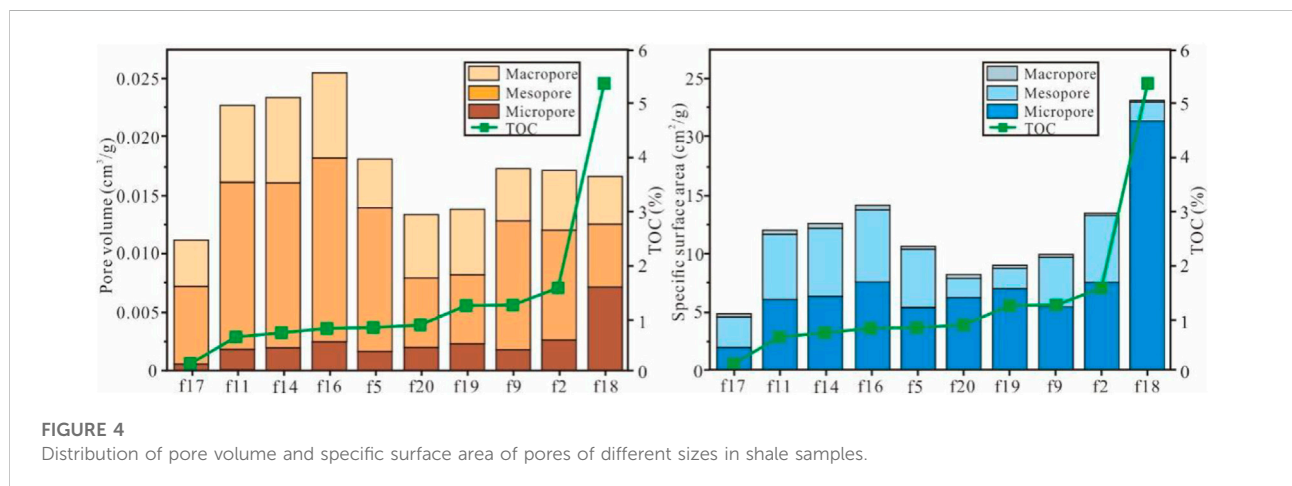 0.025
0.020
0.015
0.010
0.005
0
Pore volume (cm³/g)
Macropore
Mesopore
Micropore
TOC
6
5
4
3
2
1
0
TOC (%)
f17 f11 f14 f16 f5 f20 f19 f9 f2 f18
25
30
15
10
5
0
Specific surface area (cm²/g)
Macropore
Mesopore
Micropore
TOC
6
5
4
3
2
1
0
TOC (%)
f17 f11 f14 f16 f5 f20 f19 f9 f2 f18
FIGURE 4
Distribution of pore volume and specific surface area of pores of different sizes in shale samples.